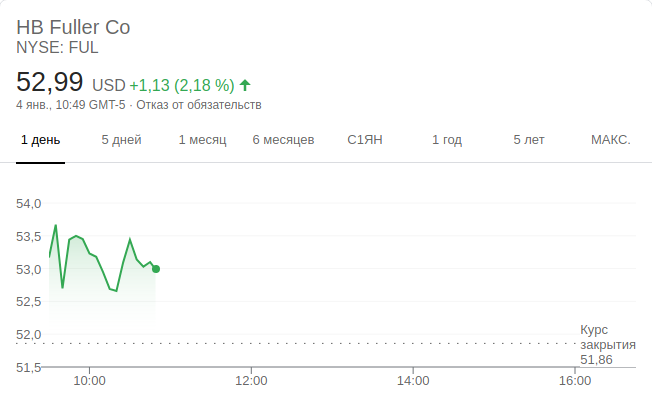 HB Fuller Co
NYSE: FUL
52,99 USD +1,13 (2,18 %)
4 янв., 10:49 GMT-5 · Отказ от обязательств
1 день 5 дней 1 месяц 6 месяцев С1ЯН 1 год 5 лет МАКС.
54,0
53,5
53,0
52,5
52,0
51,5
Курс
закрытия
51,86
10:00 12:00 14:00 16:00